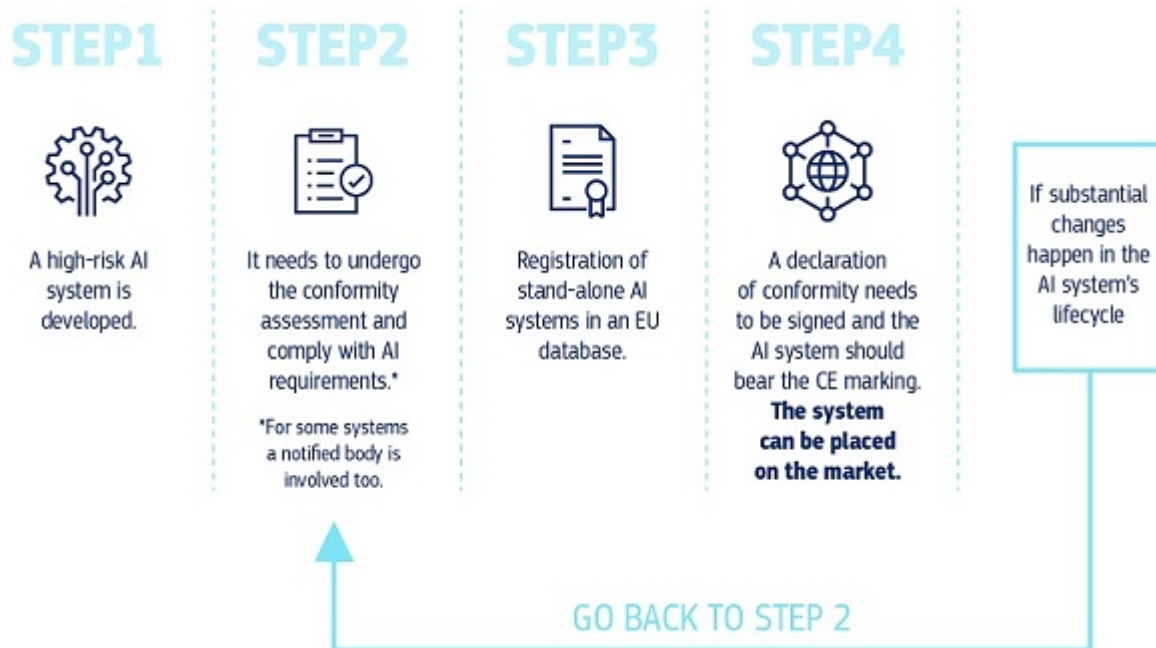 STEP1
A high-risk AI
system is
developed.
STEP2
It needs to undergo
the conformity
assessment and
comply with AI
requirements.*
*For some systems
a notified body is
involved too.
STEP3
Registration of
stand-alone AI
systems in an EU
database.
STEP4
A declaration
of conformity needs
to be signed and the
AI system should
bear the CE marking.
The system
can be placed
on the market.
If substantial
changes
happen in the
AI system's
lifecycle
GO BACK TO STEP 2